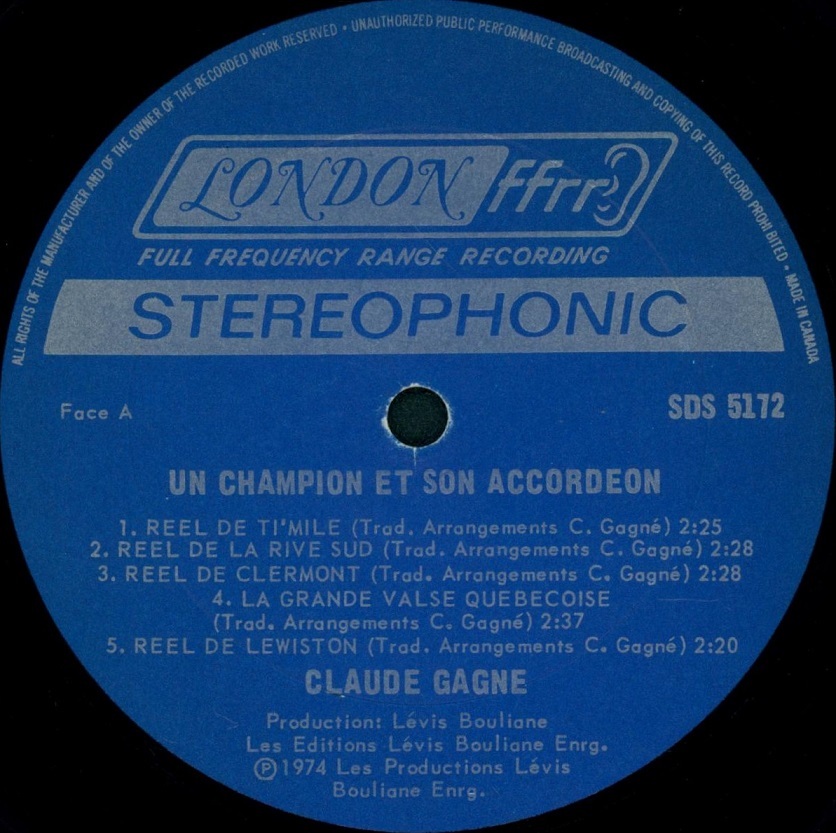 ALL RIGHTS OF THE MANUFACTURER AND OF THE OWNER OF THE RECORDED WORK RESERVED • UNAUTHORIZED PUBLIC PERFORMANCE BROADCASTING AND COPYING OF THIS RECORD PROHIBITED • MADE IN CANADA
LONDON ffrr
FULL FREQUENCY RANGE RECORDING
STEREOPHONIC
Face A
SDS 5172
UN CHAMPION ET SON ACCORDEON
1. REEL DE TI'MILE (Trad. Arrangements C. Gagné) 2:25
2. REEL DE LA RIVE SUD (Trad. Arrangements C. Gagné) 2:28
3. REEL DE CLERMONT (Trad. Arrangements C. Gagné) 2:28
4. LA GRANDE VALSE QUEBECOISE
(Trad. Arrangements C. Gagné) 2:37
5. REEL DE LEWISTON (Trad. Arrangements C. Gagné) 2:20
CLAUDE GAGNE
Production: Lévis Bouliane
Les Editions Lévis Bouliane Enrg.
℗1974 Les Productions Lévis
Bouliane Enrg.